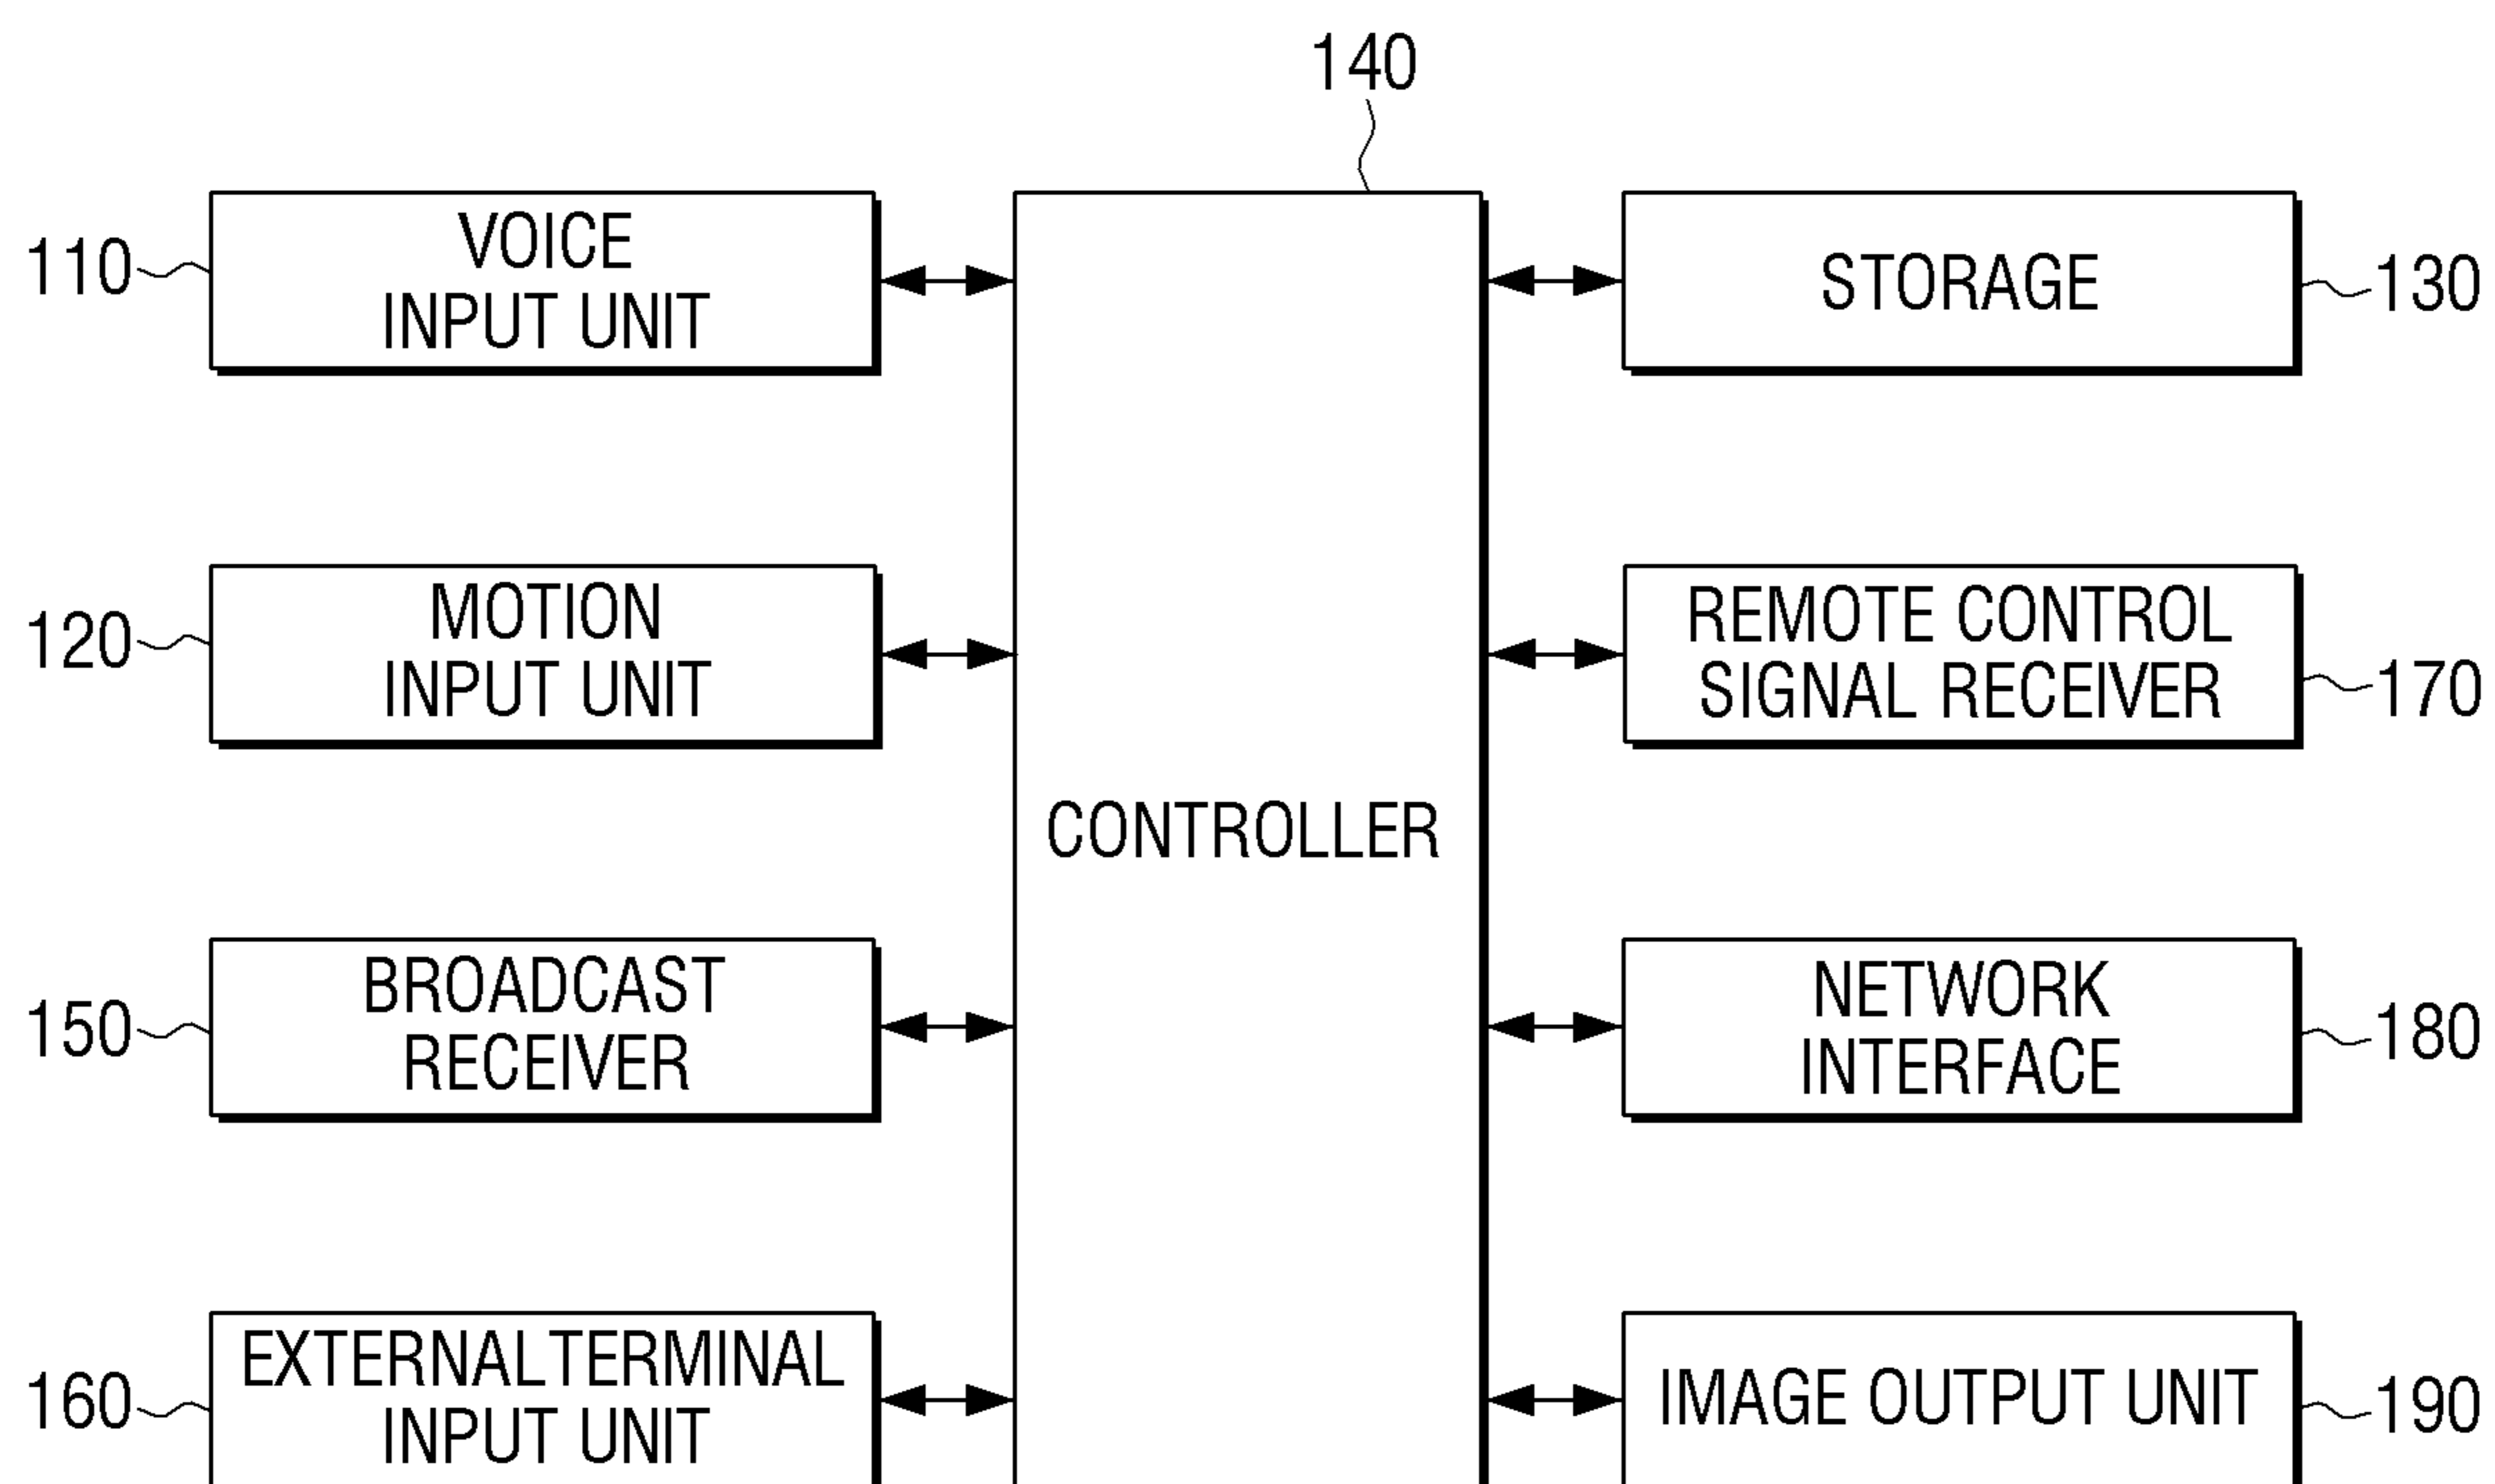 140
110
VOICE
INPUT UNIT
STORAGE
130
120
MOTION
INPUT UNIT
REMOTE CONTROL
SIGNAL RECEIVER
170
CONTROLLER
150
BROADCAST
RECEIVER
NETWORK
INTERFACE
180
160
EXTERNALTERMINAL
INPUT UNIT
IMAGE OUTPUT UNIT
190